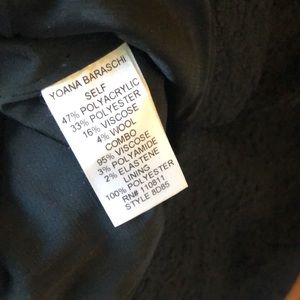 YOANA BARASCHI
SELF
47% POLYACRYLIC
33% POLYESTER
16% VISCOSE
4% WOOL
COMBO
95% VISCOSE
3% POLYAMIDE
2% ELASTENE
LINING
100% POLYESTER
RN# 110811
STYLE 8D85